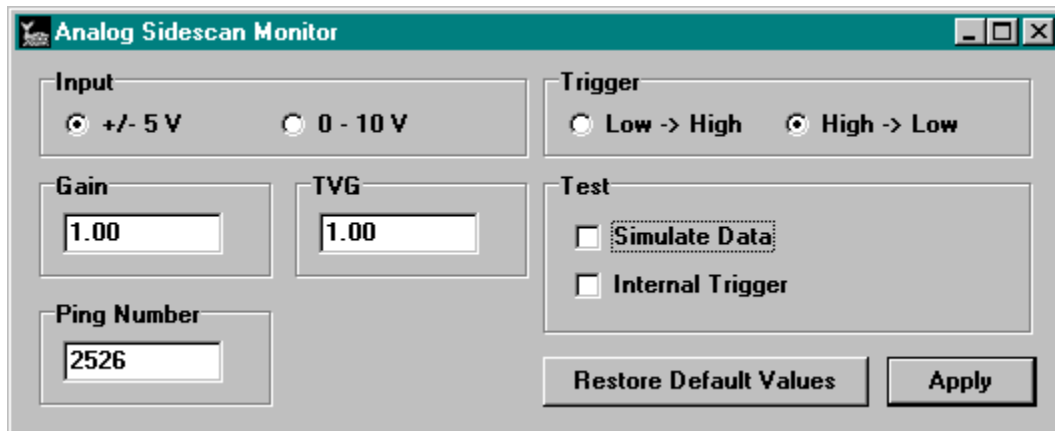 Analog Sidescan Monitor
Input
+/- 5 V
0 - 10 V
Trigger
Low -> High
High -> Low
Gain
1.00
TVG
1.00
Test
Simulate Data
Internal Trigger
Ping Number
2526
Restore Default Values
Apply